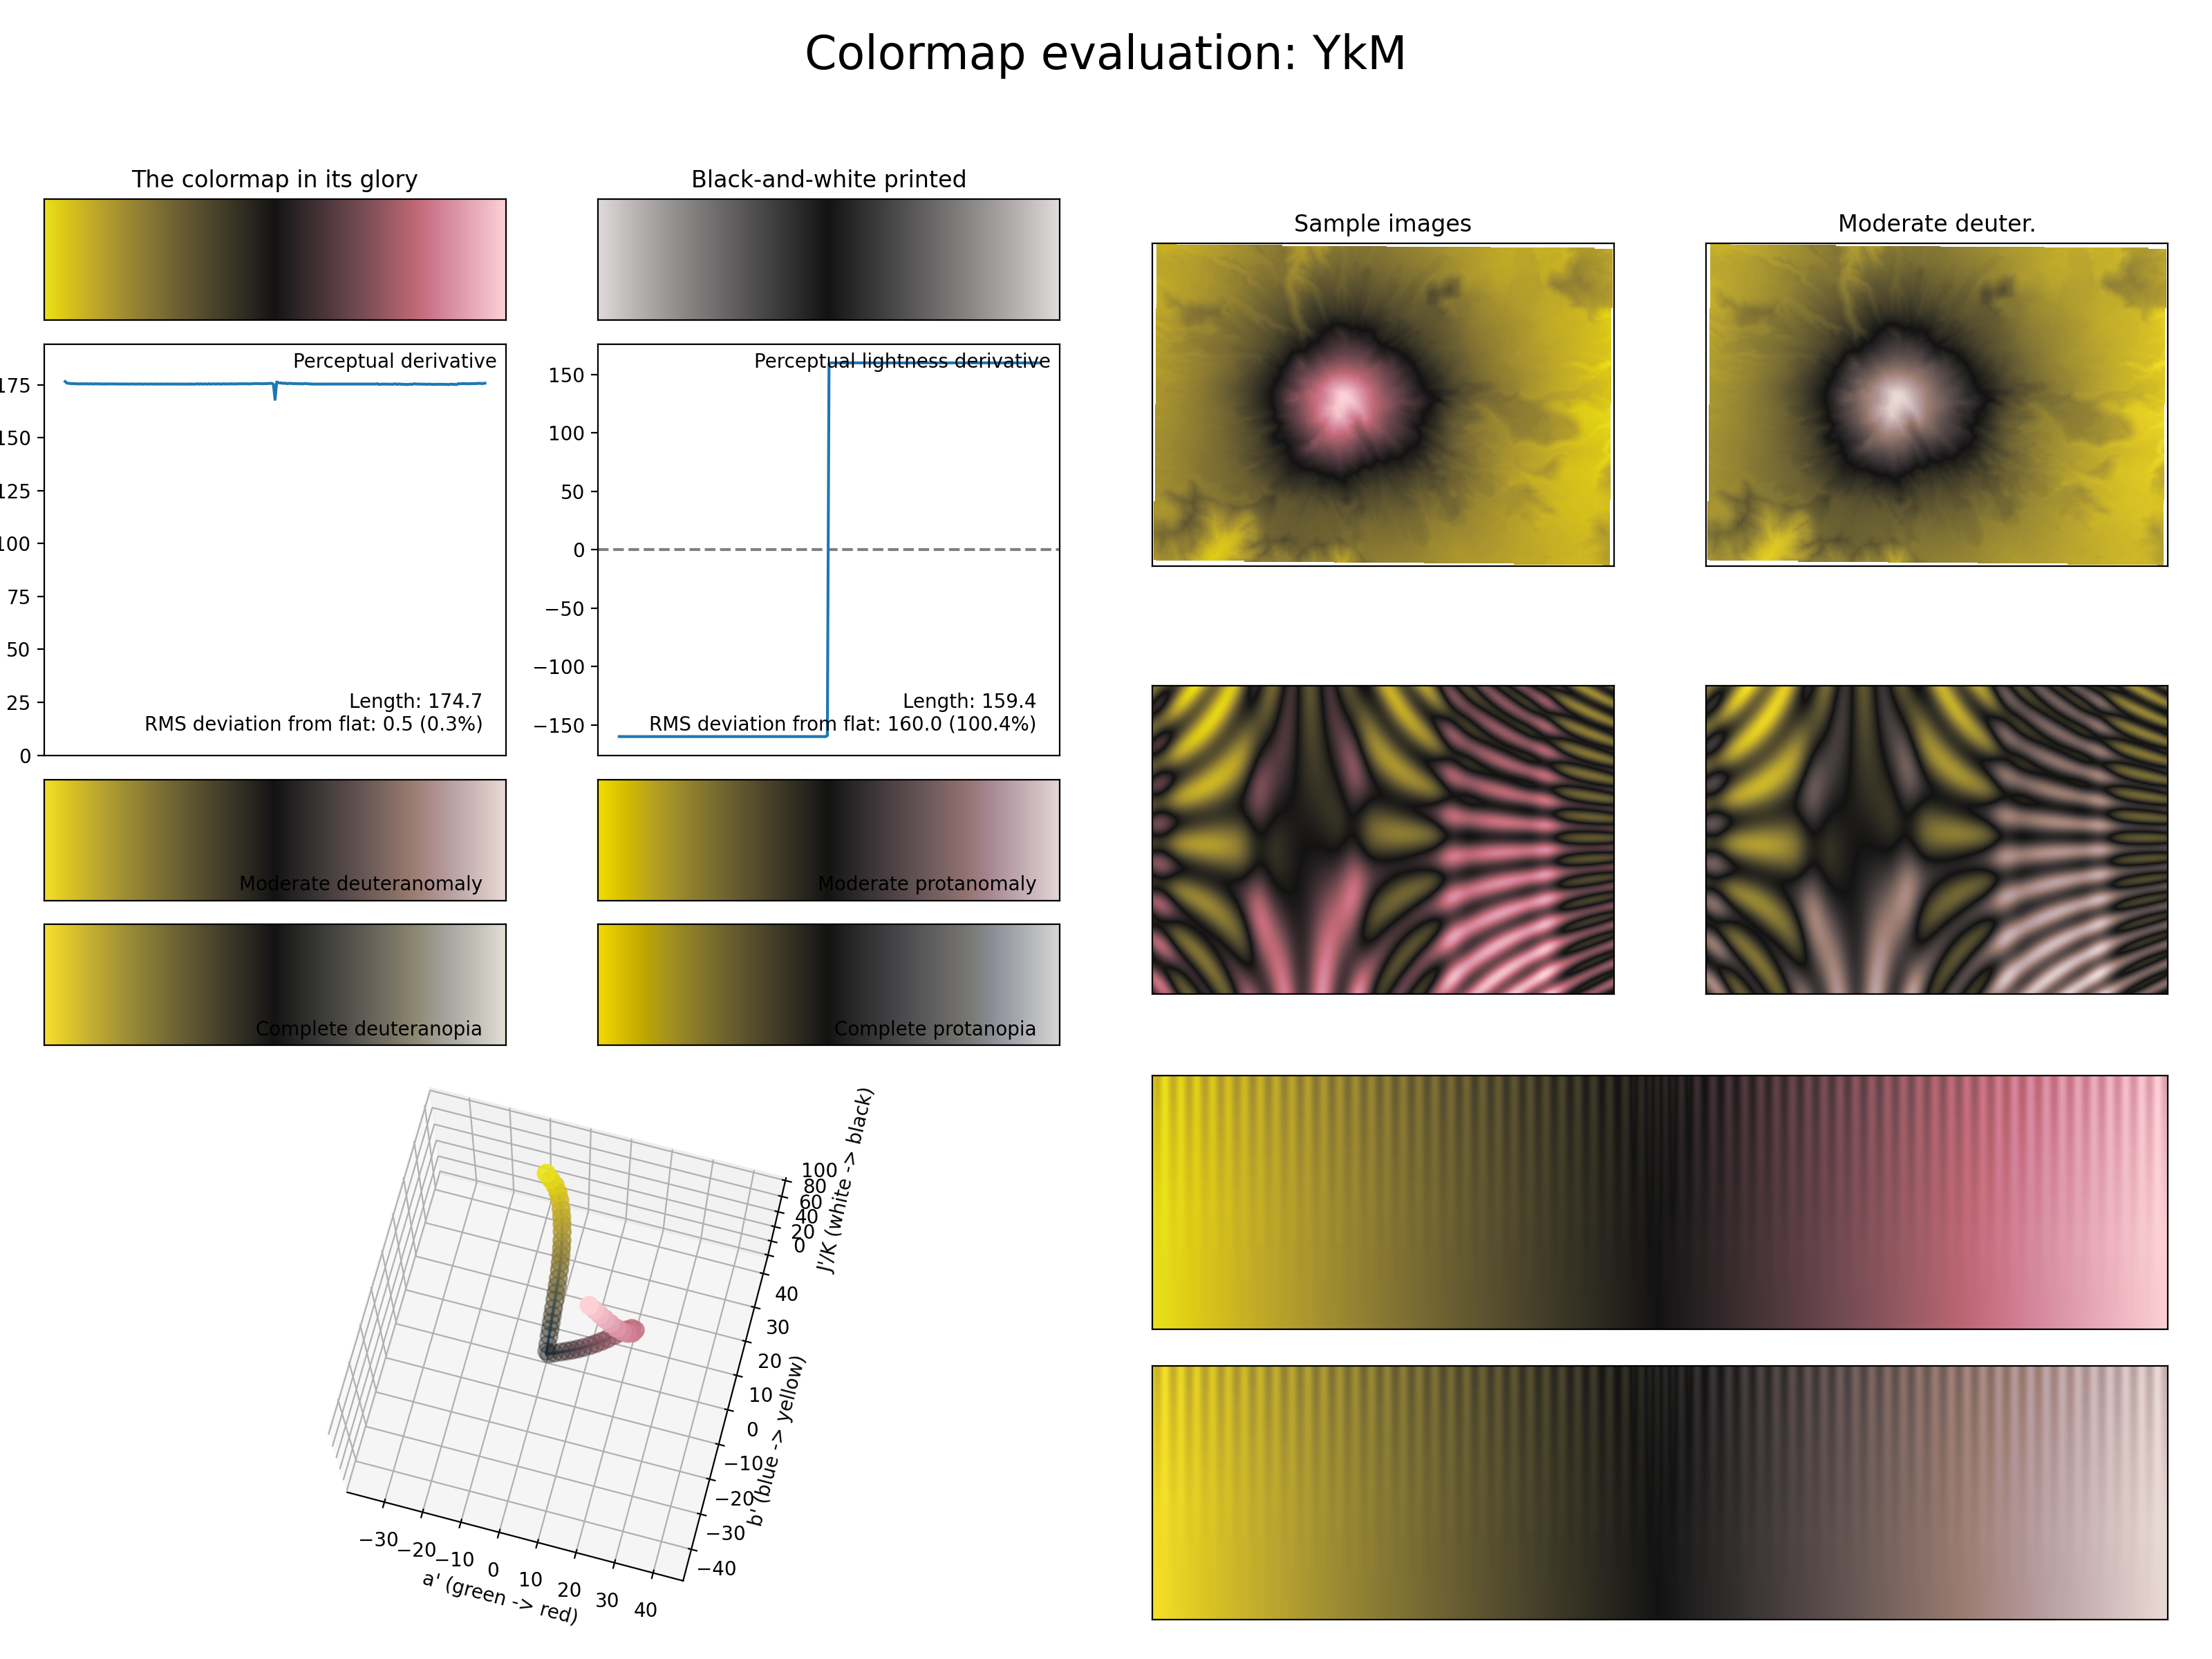 Colormap evaluation: YkM
The colormap in its glory
Black-and-white printed
Sample images
Moderate deuter.
Perceptual derivative
175
150
125
100
75
50
25
0
Length: 174.7
RMS deviation from flat: 0.5 (0.3%)
Perceptual lightness derivative
150
100
50
0
−50
−100
−150
Length: 159.4
RMS deviation from flat: 160.0 (100.4%)
Moderate deuteranomaly
Moderate protanomaly
Complete deuteranopia
Complete protanopia
100
80
60
40
20
0
J'/K (white -> black)
40
30
20
10
0
−10
−20
−30
−40
b' (blue -> yellow)
−30
−20
−10
0
10
20
30
40
a' (green -> red)